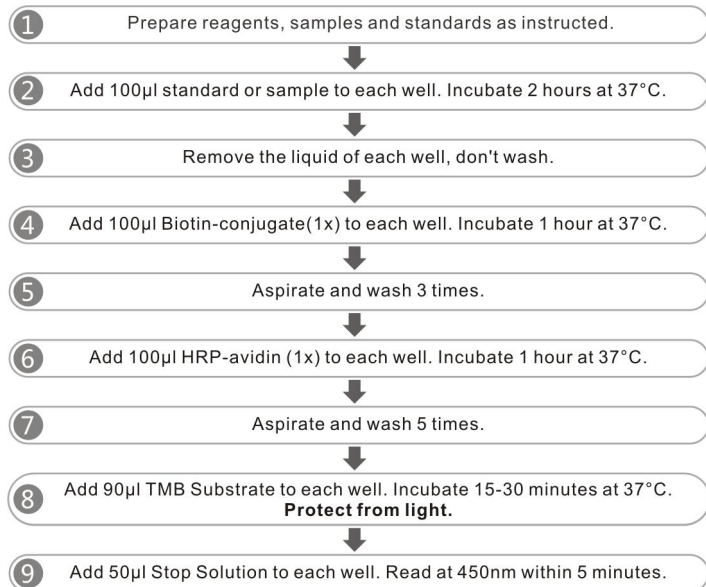 1 Prepare reagents, samples and standards as instructed.
2 Add 100μl standard or sample to each well. Incubate 2 hours at 37°C.
3 Remove the liquid of each well, don't wash.
4 Add 100μl Biotin-conjugate(1x) to each well. Incubate 1 hour at 37°C.
5 Aspirate and wash 3 times.
6 Add 100μl HRP-avidin (1x) to each well. Incubate 1 hour at 37°C.
7 Aspirate and wash 5 times.
8 Add 90μl TMB Substrate to each well. Incubate 15-30 minutes at 37°C.
Protect from light.
9 Add 50μl Stop Solution to each well. Read at 450nm within 5 minutes.